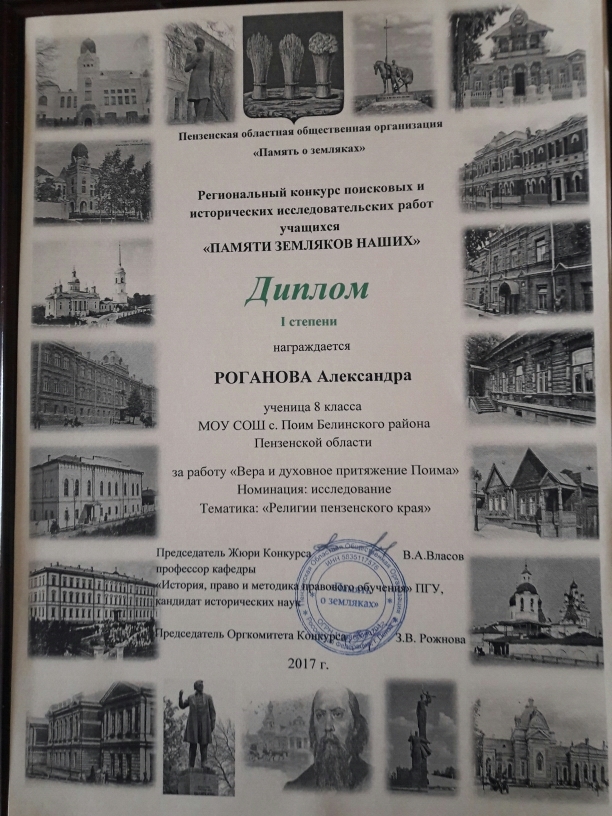 Пензенская областная общественная организация
«Память о земляках»
Региональный конкурс поисковых и
исторических исследовательских работ
учащихся
«ПАМЯТИ ЗЕМЛЯКОВ НАШИХ»
Диплом
I степени
награждается
РОГАНОВА Александра
ученица 8 класса
МОУ СОШ с. Поим Белинского района
Пензенской области
за работу «Вера и духовное притяжение Поима»
Номинация: исследование
Тематика: «Религии пензенского края»
Председатель Жюри Конкурса В.А.Власов
профессор кафедры
«История, право и методика правового обучения» ПГУ,
кандидат исторических наук
«Память
о земляках»
Председатель Оргкомитета Конкурса З.В. Рожнова
2017 г.